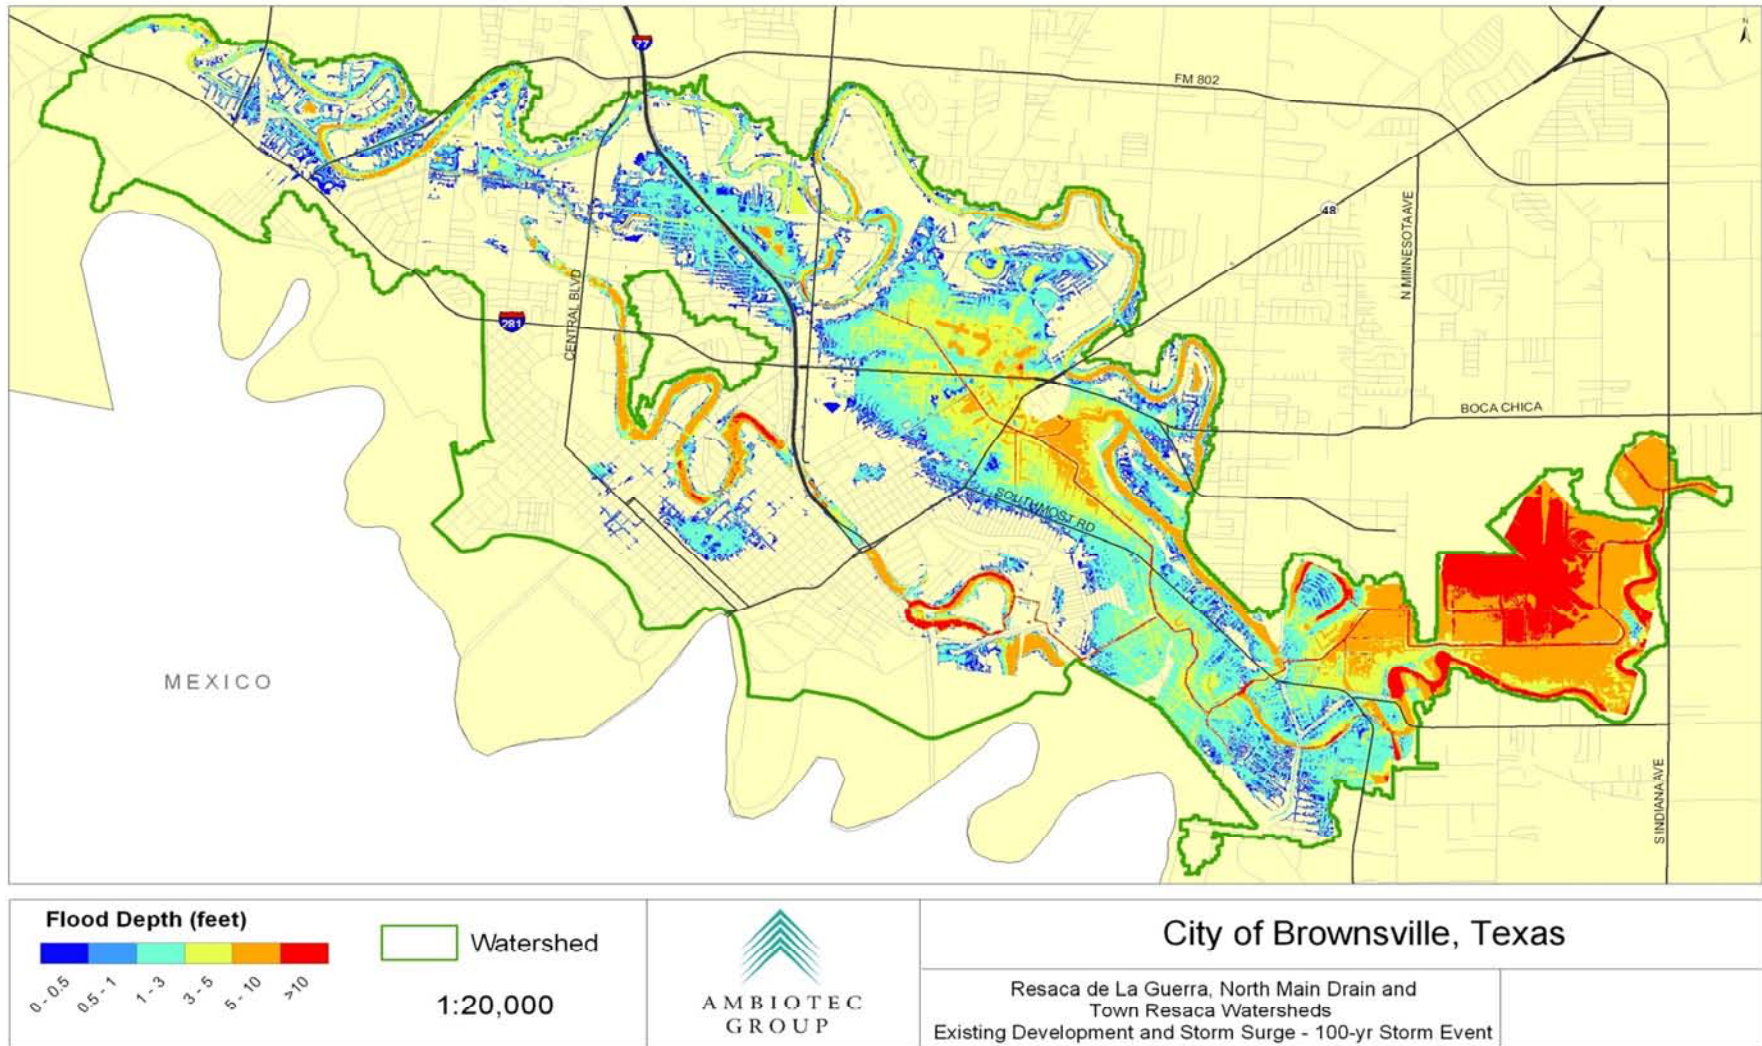 N
77
FM 802
48
N MINNESOTA AVE
CENTRAL BLVD
281
BOCA CHICA
SOUTHMOST RD
MEXICO
S INDIANA AVE
Flood Depth (feet)
0 - 0.5
0.5 - 1
1 - 3
3 - 5
5 - 10
>10
Watershed
1:20,000
AMBIOTEC
GROUP
City of Brownsville, Texas
Resaca de La Guerra, North Main Drain and
Town Resaca Watersheds
Existing Development and Storm Surge - 100-yr Storm Event